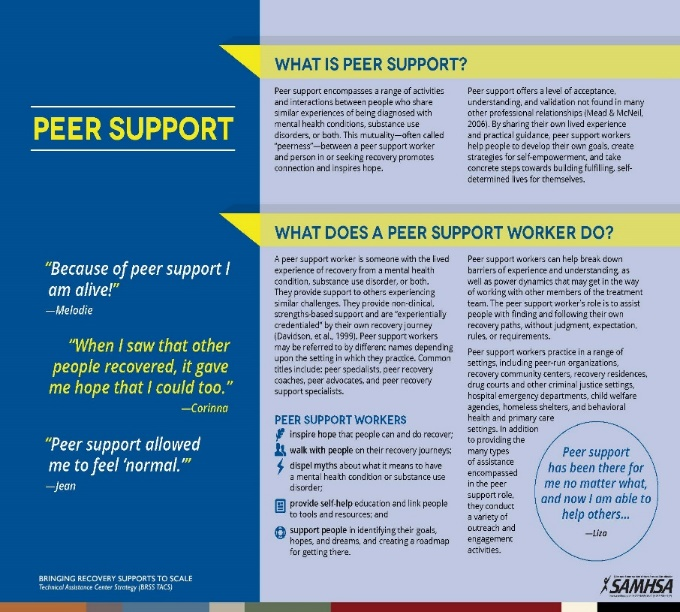 PEER SUPPORT
“Because of peer support I
am alive!”
—Melodie
“When I saw that other
people recovered, it gave
me hope that I could too.”
—Corinna
“Peer support allowed
me to feel ‘normal.’”
—Jean
BRINGING RECOVERY SUPPORTS TO SCALE
Technical Assistance Center Strategy (BRSS TACS)
WHAT IS PEER SUPPORT?
Peer support encompasses a range of activities
and interactions between people who share
similar experiences of being diagnosed with
mental health conditions, substance use
disorders, or both. This mutuality—often called
“peerness”—between a peer support worker
and person in or seeking recovery promotes
connection and inspires hope.
Peer support offers a level of acceptance,
understanding, and validation not found in many
other professional relationships (Mead & McNeil,
2006). By sharing their own lived experience
and practical guidance, peer support workers
help people to develop their own goals, create
strategies for self-empowerment, and take
concrete steps towards building fulfilling, self-
determined lives for themselves.
WHAT DOES A PEER SUPPORT WORKER DO?
A peer support worker is someone with the lived
experience of recovery from a mental health
condition, substance use disorder, or both.
They provide support to others experiencing
similar challenges. They provide non-clinical,
strengths-based support and are “experientially
credentialed” by their own recovery journey
(Davidson, et al., 1999). Peer support workers
may be referred to by different names depending
upon the setting in which they practice. Common
titles include: peer specialists, peer recovery
coaches, peer advocates, and peer recovery
support specialists.
PEER SUPPORT WORKERS
inspire hope that people can and do recover;
walk with people on their recovery journeys;
dispel myths about what it means to have
a mental health condition or substance use
disorder;
provide self-help education and link people
to tools and resources; and
support people in identifying their goals,
hopes, and dreams, and creating a roadmap
for getting there.
Peer support workers can help break down
barriers of experience and understanding, as
well as power dynamics that may get in the way
of working with other members of the treatment
team. The peer support worker’s role is to assist
people with finding and following their own
recovery paths, without judgment, expectation,
rules, or requirements.
Peer support workers practice in a range of
settings, including peer-run organizations,
recovery community centers, recovery residences,
drug courts and other criminal justice settings,
hospital emergency departments, child welfare
agencies, homeless shelters, and behavioral
health and primary care
settings. In addition
to providing the
many types
of assistance
encompassed
in the peer
support role,
they conduct
a variety of
outreach and
engagement
activities.
Peer support
has been there for
me no matter what,
and now I am able to
help others...
—Liza
SAMHSA